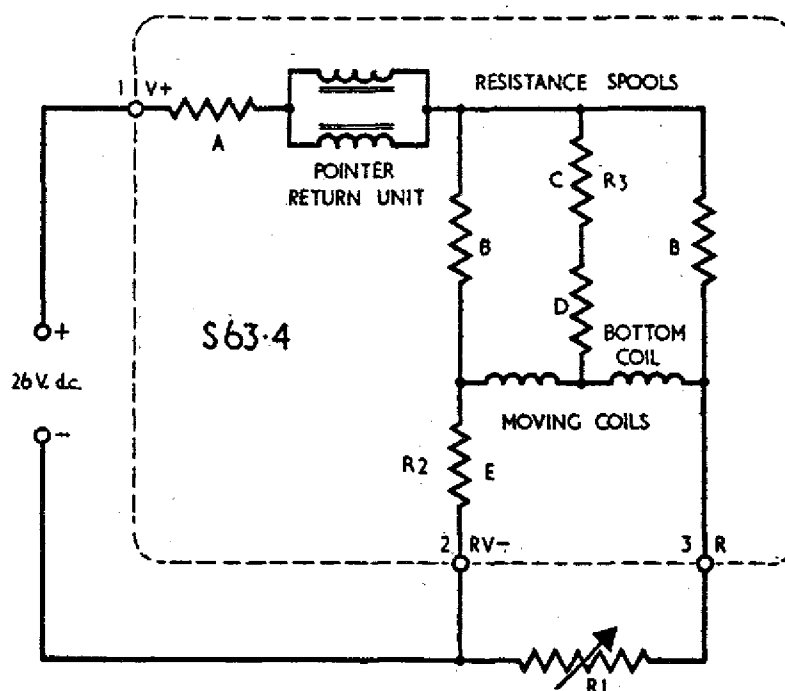 1 V+
A
POINTER
RETURN UNIT
RESISTANCE SPOOLS
C R3
B
B
D
S63·4
BOTTOM
COIL
+
26V. d.c.
-
MOVING COILS
R2 E
2 RV-
3 R
R1